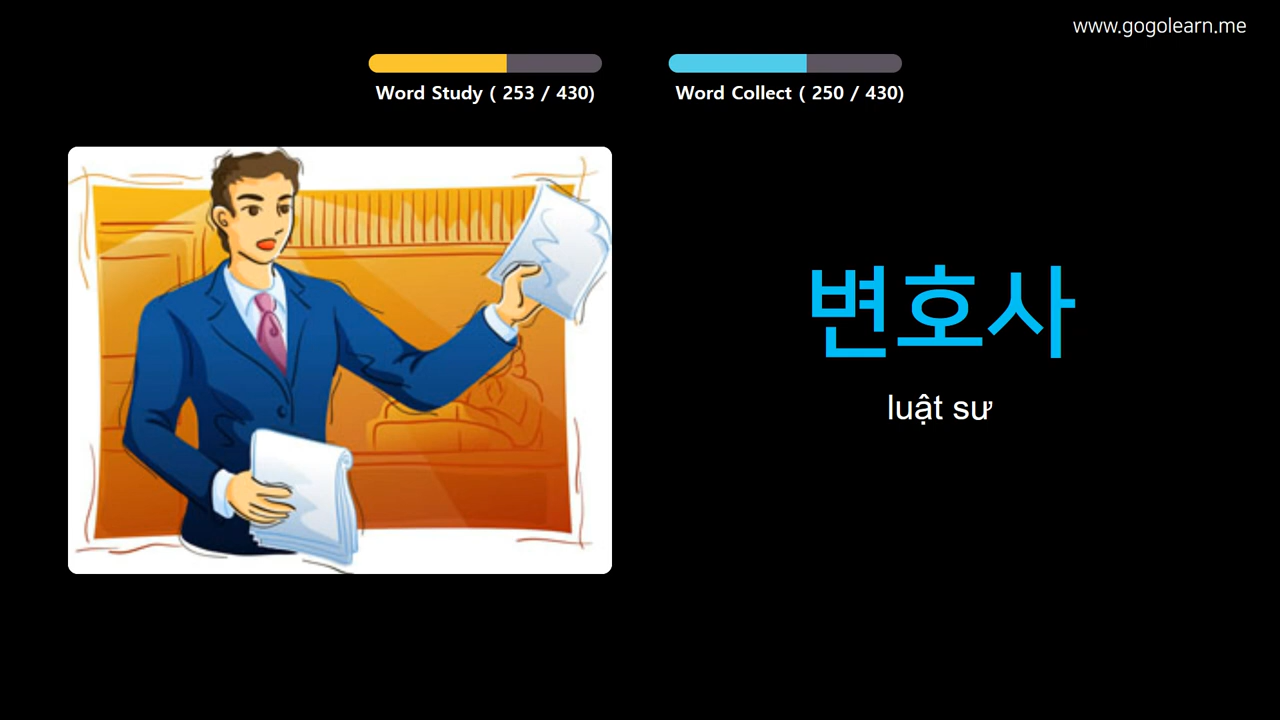 www.gogolearn.me
Word Study ( 253 / 430)
Word Collect ( 250 / 430)
변호사
luật sư